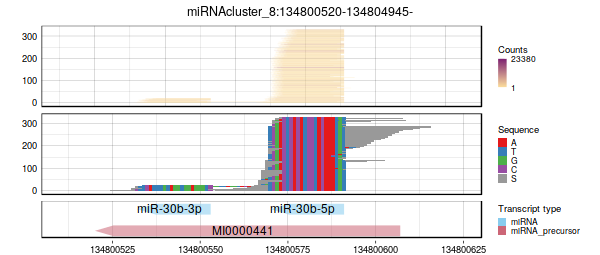 miRNAcluster_8:134800520-134804945-
300
200
100
0
Counts
23380
1
300
200
100
0
Sequence
A
T
G
C
S
miR-30b-3p
miR-30b-5p
MI0000441
Transcript type
miRNA
miRNA_precursor
134800525
134800550
134800575
134800600
134800625